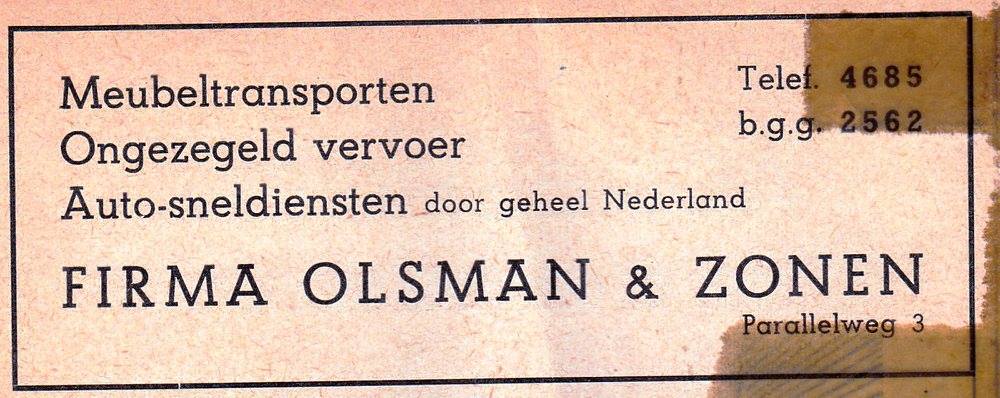 Meubeltransporten
Telef. 4685
Ongezegeld vervoer
b.g.g. 2562
Auto-sneldiensten door geheel Nederland
FIRMA OLSMAN & ZONEN
Parallelweg 3